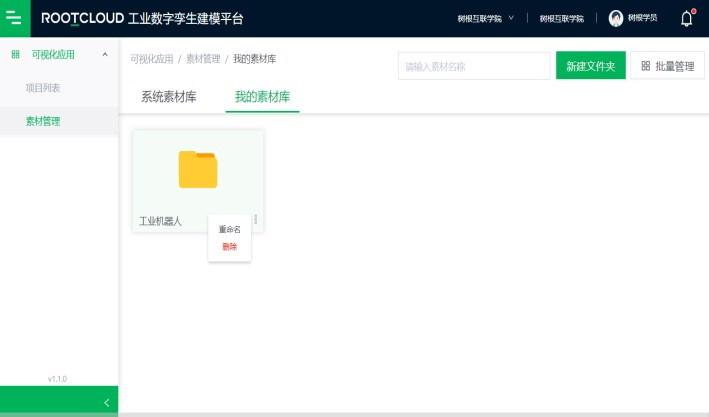 ROOTCLOUD 工业数字孪生建模平台
树根互联学院
树根互联学院
树根学员
可视化应用
项目列表
素材管理
可视化应用 / 素材管理 / 我的素材库
请输入素材名称
新建文件夹
批量管理
系统素材库
我的素材库
工业机器人
重命名
删除
v1.1.0